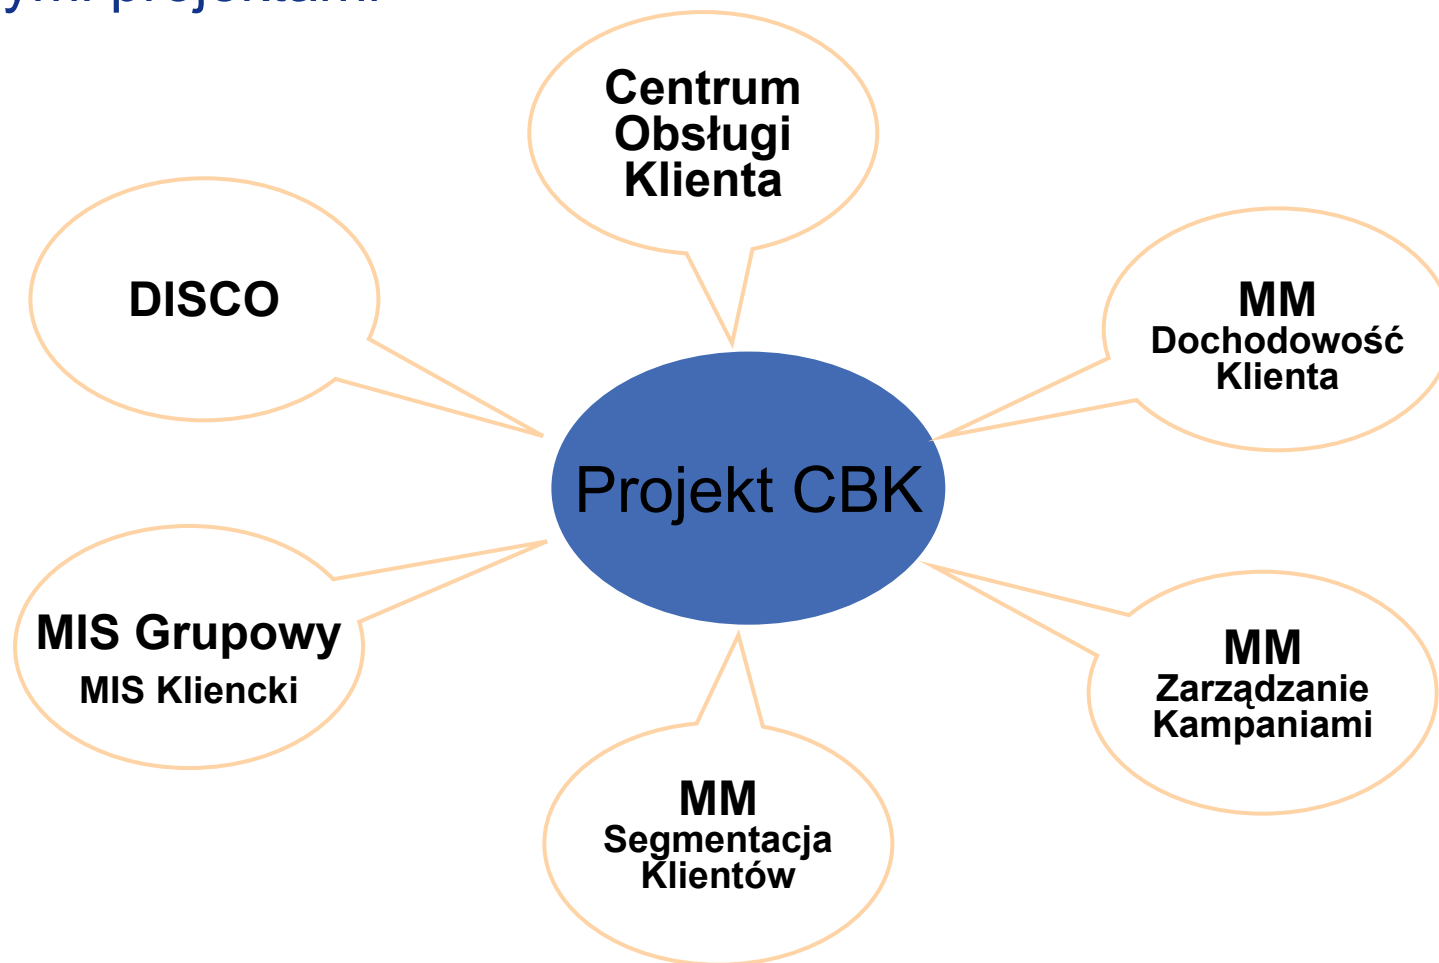 projektami
Centrum
Obsługi
Klienta
DISCO
MM
Dochodowość
Klienta
Projekt CBK
MIS Grupowy
MIS Kliencki
MM
Zarządzanie
Kampaniami
MM
Segmentacja
Klientów